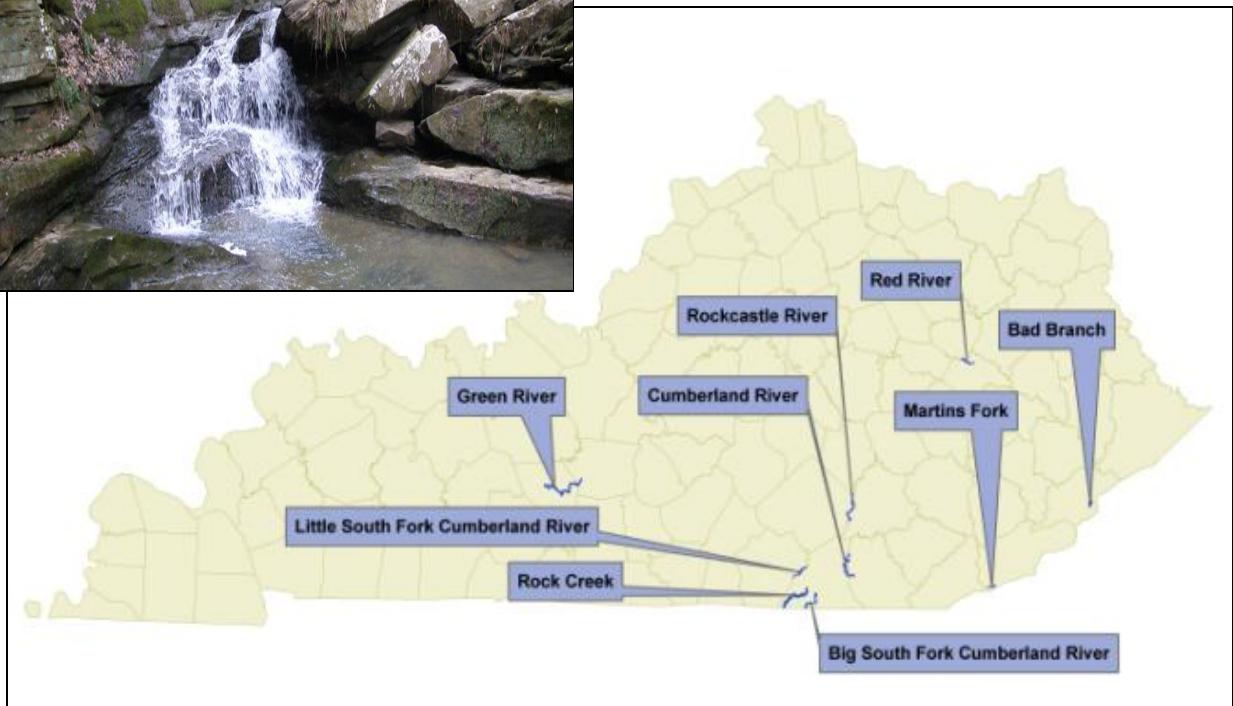 Red River
Rockcastle River
Bad Branch
Green River
Cumberland River
Martins Fork
Little South Fork Cumberland River
Rock Creek
Big South Fork Cumberland River